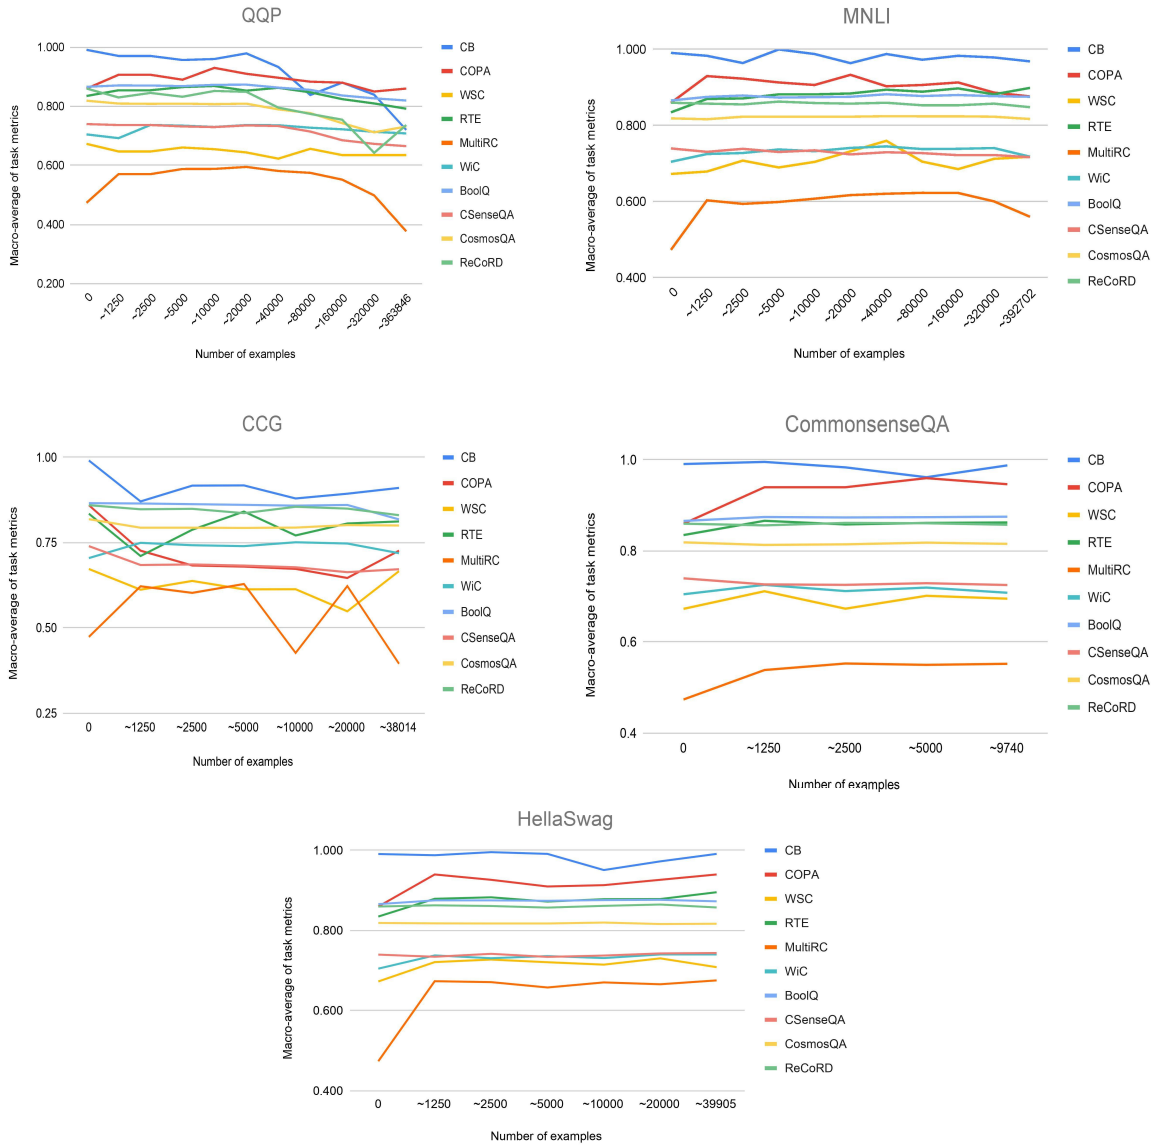 QQP
1.000
0.800
0.600
0.400
0.200
Macro-average of task metrics
0
~1250
~2500
~5000
~10000
~20000
~40000
~80000
~160000
~320000
~363846
Number of examples
CB
COPA
WSC
RTE
MultiRC
WiC
BoolQ
CSenseQA
CosmosQA
ReCoRD
MNLI
1.000
0.800
0.600
0.400
Macro-average of task metrics
0
~1250
~2500
~5000
~10000
~20000
~40000
~80000
~160000
~320000
~392702
Number of examples
CB
COPA
WSC
RTE
MultiRC
WiC
BoolQ
CSenseQA
CosmosQA
ReCoRD
CCG
1.00
0.75
0.50
0.25
Macro-average of task metrics
0
~1250
~2500
~5000
~10000
~20000
~38014
Number of examples
CB
COPA
WSC
RTE
MultiRC
WiC
BoolQ
CSenseQA
CosmosQA
ReCoRD
CommonsenseQA
1.0
0.8
0.6
0.4
Macro-average of task metrics
0
~1250
~2500
~5000
~9740
Number of examples
CB
COPA
WSC
RTE
MultiRC
WiC
BoolQ
CSenseQA
CosmosQA
ReCoRD
HellaSwag
1.000
0.800
0.600
0.400
Macro-average of task metrics
0
~1250
~2500
~5000
~10000
~20000
~39905
Number of examples
CB
COPA
WSC
RTE
MultiRC
WiC
BoolQ
CSenseQA
CosmosQA
ReCoRD